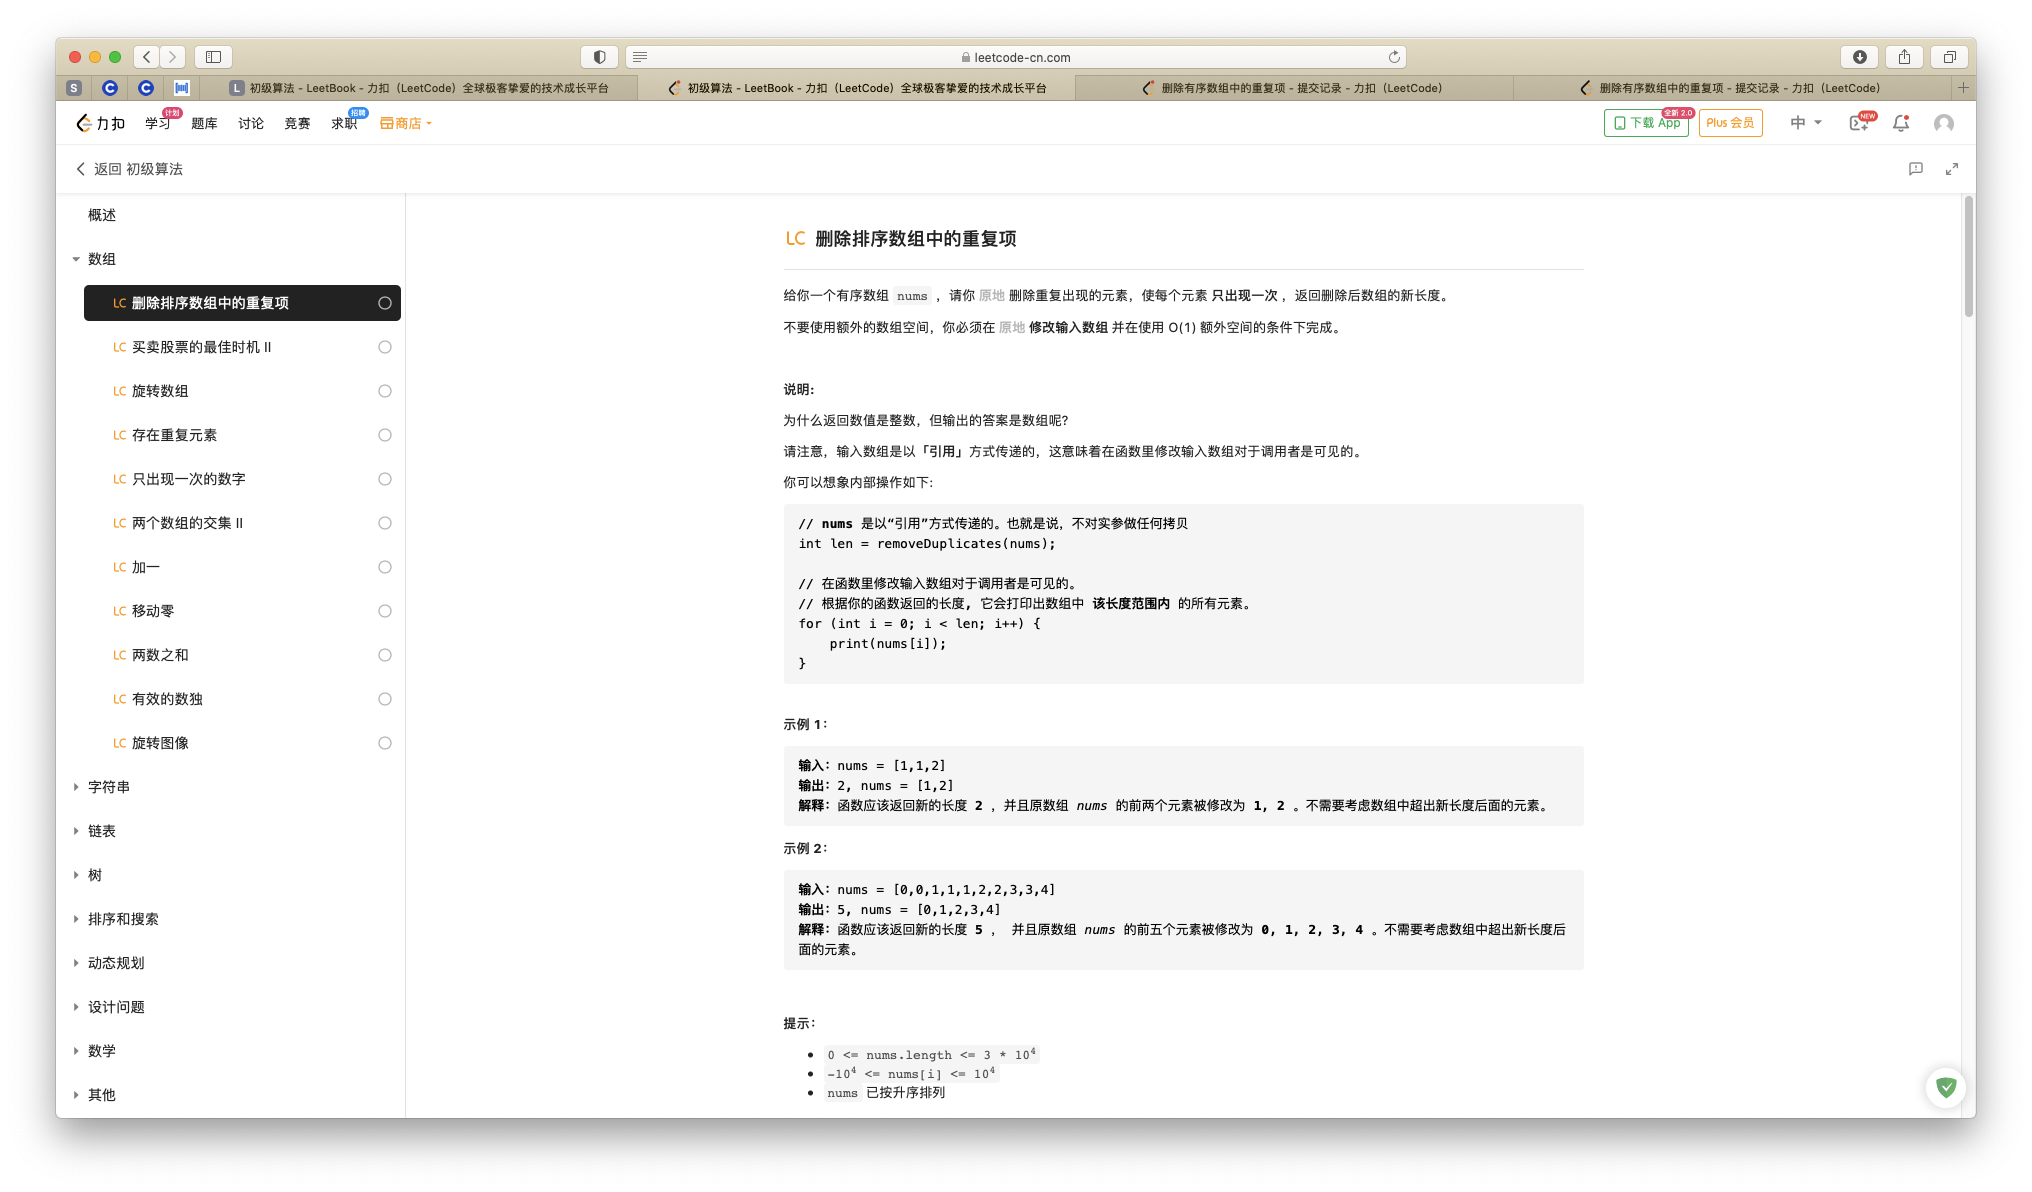 leetcode-cn.com
S
L 初级算法 - LeetBook - 力扣（LeetCode）全球极客挚爱的技术成长平台
初级算法 - LeetBook - 力扣（LeetCode）全球极客挚爱的技术成长平台
删除有序数组中的重复项 - 提交记录 - 力扣（LeetCode）
删除有序数组中的重复项 - 提交记录 - 力扣（LeetCode）
力扣 学习 计划 题库 讨论 竞赛 求职 招聘 商店
下载 App 全新 2.0 Plus 会员 中 NEW
返回 初级算法
概述
数组
LC 删除排序数组中的重复项
LC 买卖股票的最佳时机 II
LC 旋转数组
LC 存在重复元素
LC 只出现一次的数字
LC 两个数组的交集 II
LC 加一
LC 移动零
LC 两数之和
LC 有效的数独
LC 旋转图像
字符串
链表
树
排序和搜索
动态规划
设计问题
数学
其他
LC 删除排序数组中的重复项
给你一个有序数组 nums ，请你 原地 删除重复出现的元素，使每个元素 只出现一次 ，返回删除后数组的新长度。
不要使用额外的数组空间，你必须在 原地 修改输入数组 并在使用 O(1) 额外空间的条件下完成。
说明:
为什么返回数值是整数，但输出的答案是数组呢?
请注意，输入数组是以「引用」方式传递的，这意味着在函数里修改输入数组对于调用者是可见的。
你可以想象内部操作如下:
// nums 是以“引用”方式传递的。也就是说，不对实参做任何拷贝
int len = removeDuplicates(nums);
// 在函数里修改输入数组对于调用者是可见的。
// 根据你的函数返回的长度, 它会打印出数组中 该长度范围内 的所有元素。
for (int i = 0; i < len; i++) {
print(nums[i]);
}
示例 1：
输入：nums = [1,1,2]
输出：2, nums = [1,2]
解释：函数应该返回新的长度 2 ，并且原数组 nums 的前两个元素被修改为 1, 2 。不需要考虑数组中超出新长度后面的元素。
示例 2：
输入：nums = [0,0,1,1,1,2,2,3,3,4]
输出：5, nums = [0,1,2,3,4]
解释：函数应该返回新的长度 5 ， 并且原数组 nums 的前五个元素被修改为 0, 1, 2, 3, 4 。不需要考虑数组中超出新长度后
面的元素。
提示：
0 <= nums.length <= 3 * 10⁴
-10⁴ <= nums[i] <= 10⁴
nums 已按升序排列